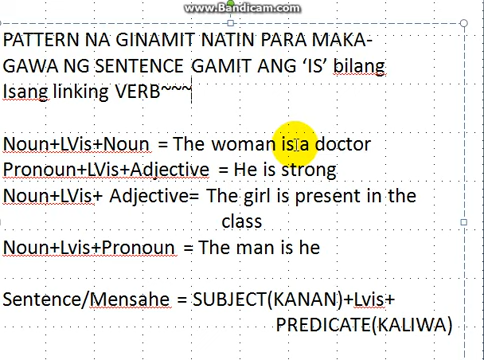 www.Bandicam.com
PATTERN NA GINAMIT NATIN PARA MAKA-
GAWA NG SENTENCE GAMIT ANG ‘IS’ bilang
Isang linking VERB~~~
Noun+LVis+Noun = The woman is a doctor
Pronoun+LVis+Adjective = He is strong
Noun+LVis+ Adjective= The girl is present in the
class
Noun+Lvis+Pronoun = The man is he
Sentence/Mensahe = SUBJECT(KANAN)+Lvis+
PREDICATE(KALIWA)